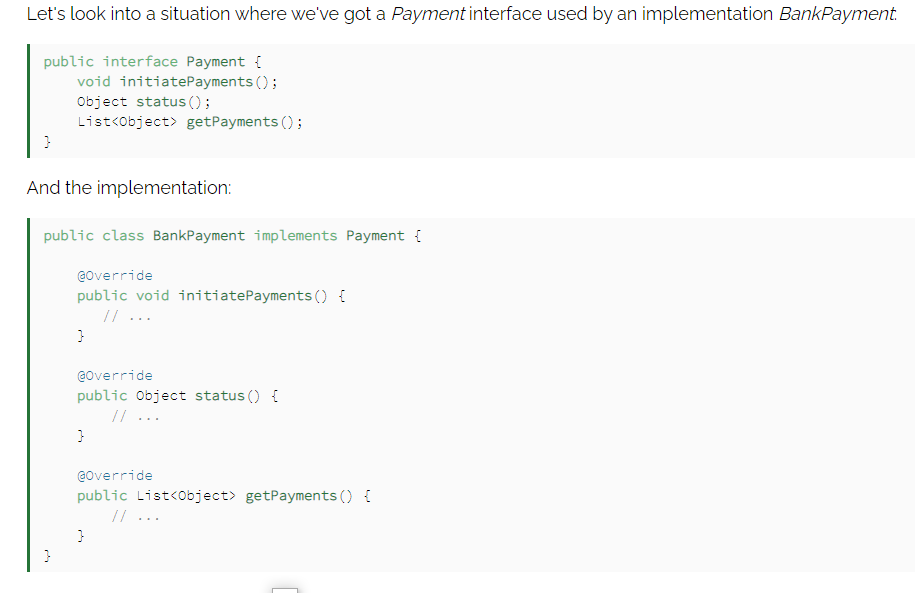 Let's look into a situation where we've got a Payment interface used by an implementation BankPayment.
public interface Payment {
    void initiatePayments();
    Object status();
    List<Object> getPayments();
}
And the implementation:
public class BankPayment implements Payment {
    @Override
    public void initiatePayments() {
       // ...
    }
    @Override
    public Object status() {
        // ...
    }
    @Override
    public List<Object> getPayments() {
        // ...
    }
}